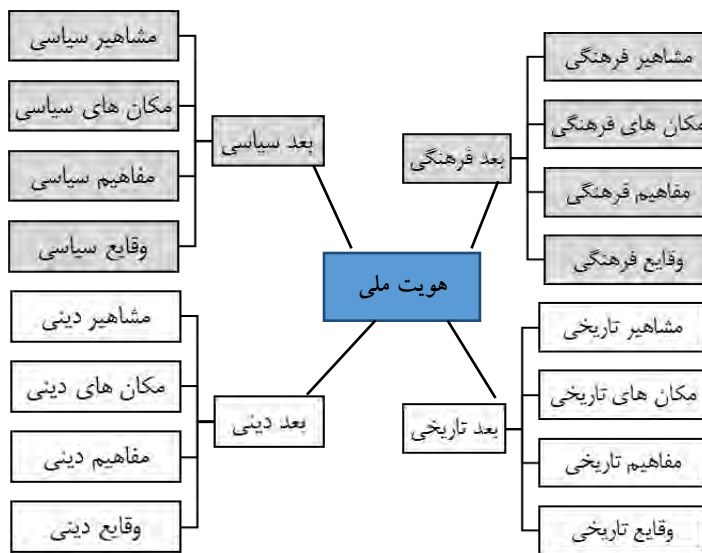 هویت ملی
بعد فرهنگی
مشاهیر فرهنگی
مکان های فرهنگی
مفاهیم فرهنگی
وقایع فرهنگی
بعد سیاسی
مشاهیر سیاسی
مکان های سیاسی
مفاهیم سیاسی
وقایع سیاسی
بعد تاریخی
مشاهیر تاریخی
مکان های تاریخی
مفاهیم تاریخی
وقایع تاریخی
بعد دینی
مشاهیر دینی
مکان های دینی
مفاهیم دینی
وقایع دینی